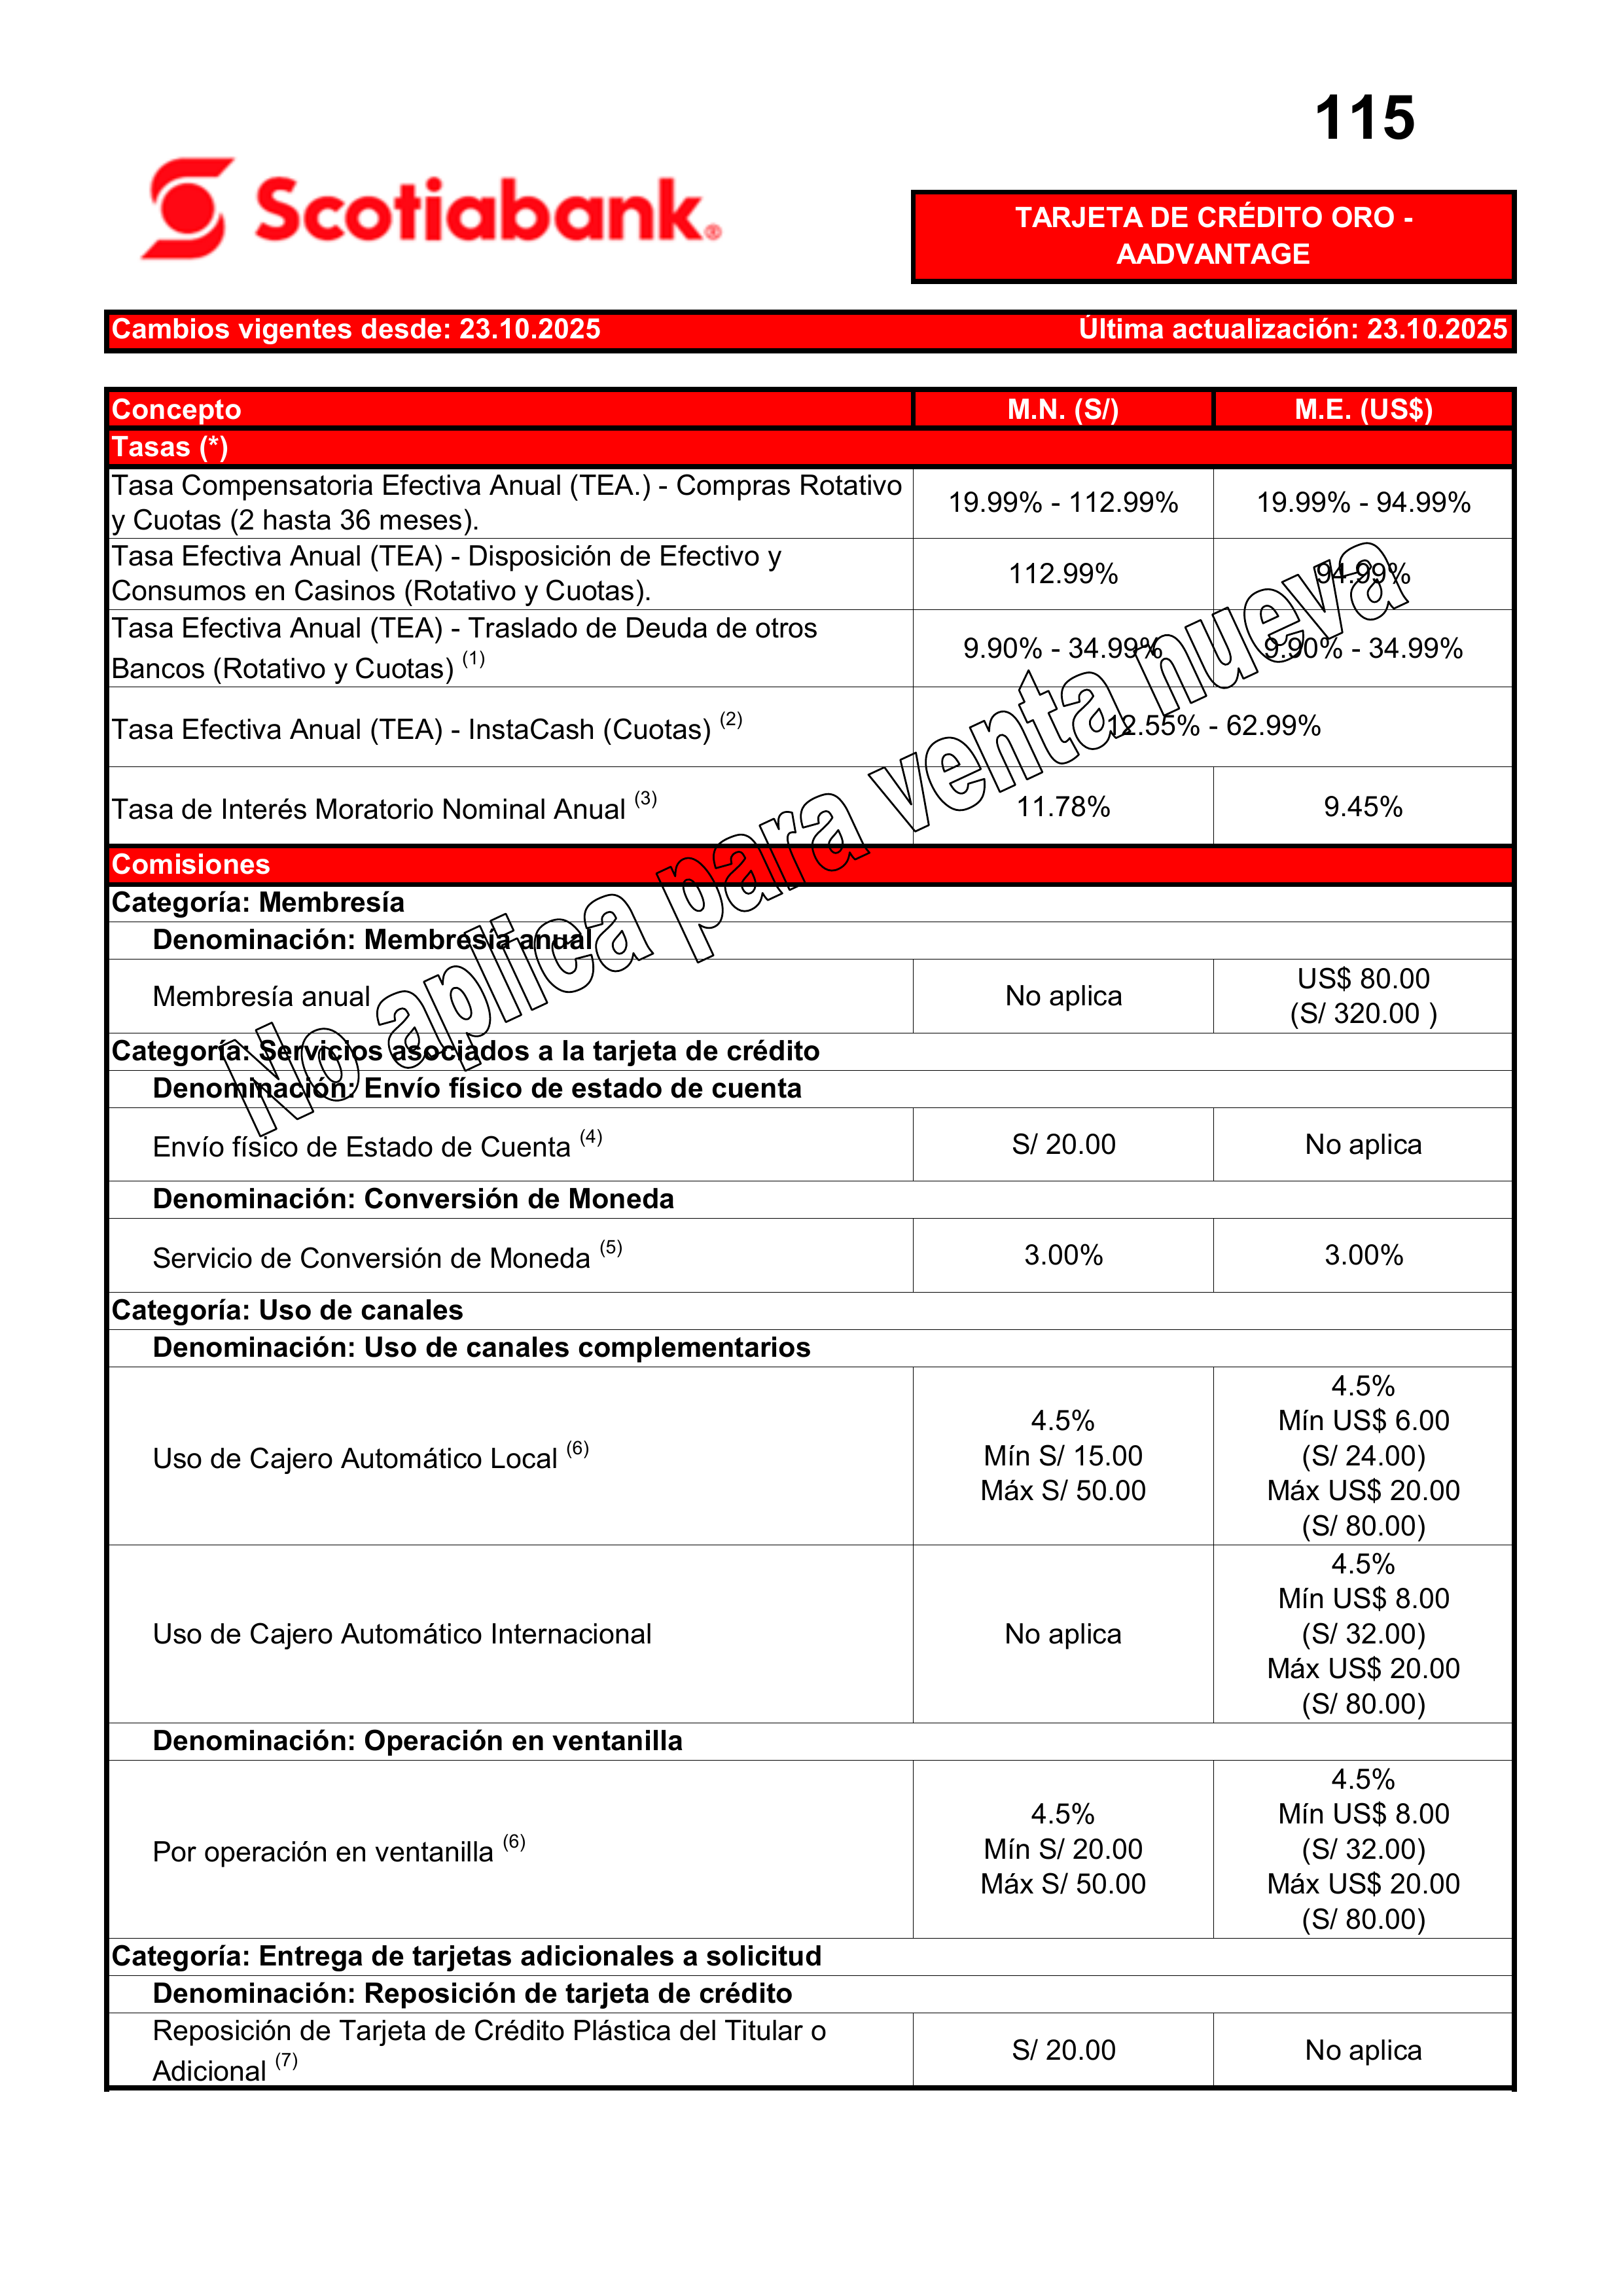 115
Scotiabank®
TARJETA DE CRÉDITO ORO -
AADVANTAGE
Cambios vigentes desde: 23.10.2025 Última actualización: 23.10.2025
Concepto M.N. (S/) M.E. (US$)
Tasas (*)
Tasa Compensatoria Efectiva Anual (TEA.) - Compras Rotativo
y Cuotas (2 hasta 36 meses).
19.99% - 112.99% 19.99% - 94.99%
Tasa Efectiva Anual (TEA) - Disposición de Efectivo y
Consumos en Casinos (Rotativo y Cuotas).
112.99% 94.99%
Tasa Efectiva Anual (TEA) - Traslado de Deuda de otros
Bancos (Rotativo y Cuotas) (1)
9.90% - 34.99% 9.90% - 34.99%
Tasa Efectiva Anual (TEA) - InstaCash (Cuotas) (2) 12.55% - 62.99%
Tasa de Interés Moratorio Nominal Anual (3) 11.78% 9.45%
No aplica para venta nueva
Comisiones
Categoría: Membresía
Denominación: Membresía anual
Membresía anual No aplica
US$ 80.00
(S/ 320.00 )
Categoría: Servicios asociados a la tarjeta de crédito
Denominación: Envío físico de estado de cuenta
Envío físico de Estado de Cuenta (4) S/ 20.00 No aplica
Denominación: Conversión de Moneda
Servicio de Conversión de Moneda (5) 3.00% 3.00%
Categoría: Uso de canales
Denominación: Uso de canales complementarios
Uso de Cajero Automático Local (6)
4.5%
Mín S/ 15.00
Máx S/ 50.00
4.5%
Mín US$ 6.00
(S/ 24.00)
Máx US$ 20.00
(S/ 80.00)
Uso de Cajero Automático Internacional No aplica
4.5%
Mín US$ 8.00
(S/ 32.00)
Máx US$ 20.00
(S/ 80.00)
Denominación: Operación en ventanilla
Por operación en ventanilla (6)
4.5%
Mín S/ 20.00
Máx S/ 50.00
4.5%
Mín US$ 8.00
(S/ 32.00)
Máx US$ 20.00
(S/ 80.00)
Categoría: Entrega de tarjetas adicionales a solicitud
Denominación: Reposición de tarjeta de crédito
Reposición de Tarjeta de Crédito Plástica del Titular o
Adicional (7)
S/ 20.00 No aplica